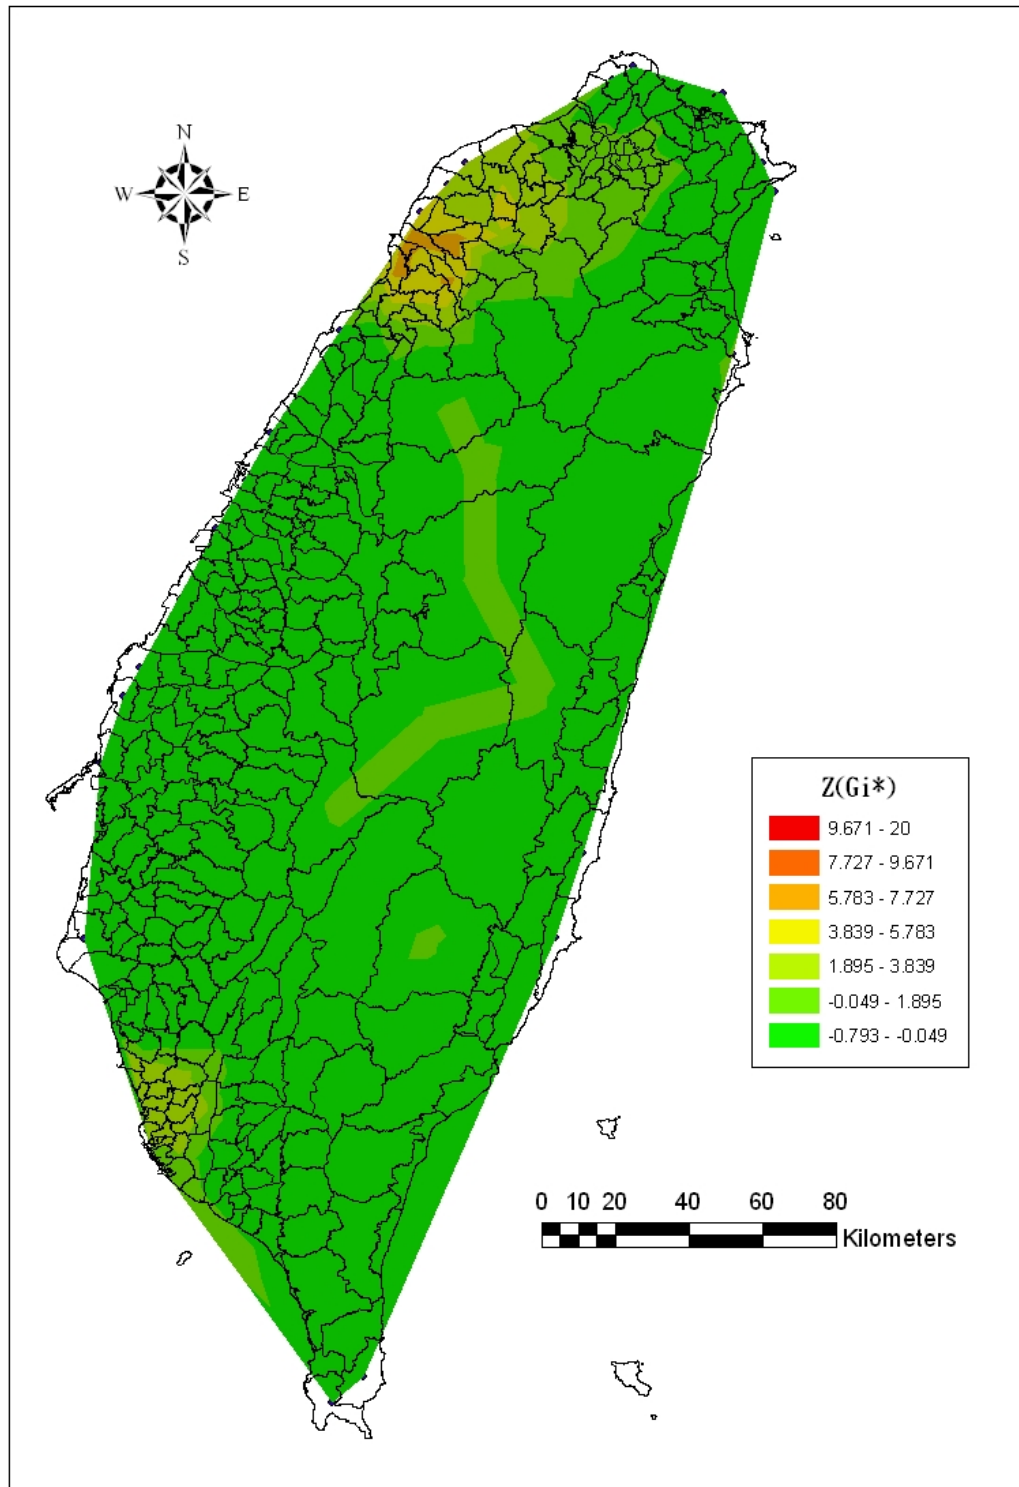 N
W E
S
Z(Gi*)
9.671 - 20
7.727 - 9.671
5.783 - 7.727
3.839 - 5.783
1.895 - 3.839
-0.049 - 1.895
-0.793 - -0.049
0 10 20 40 60 80
Kilometers